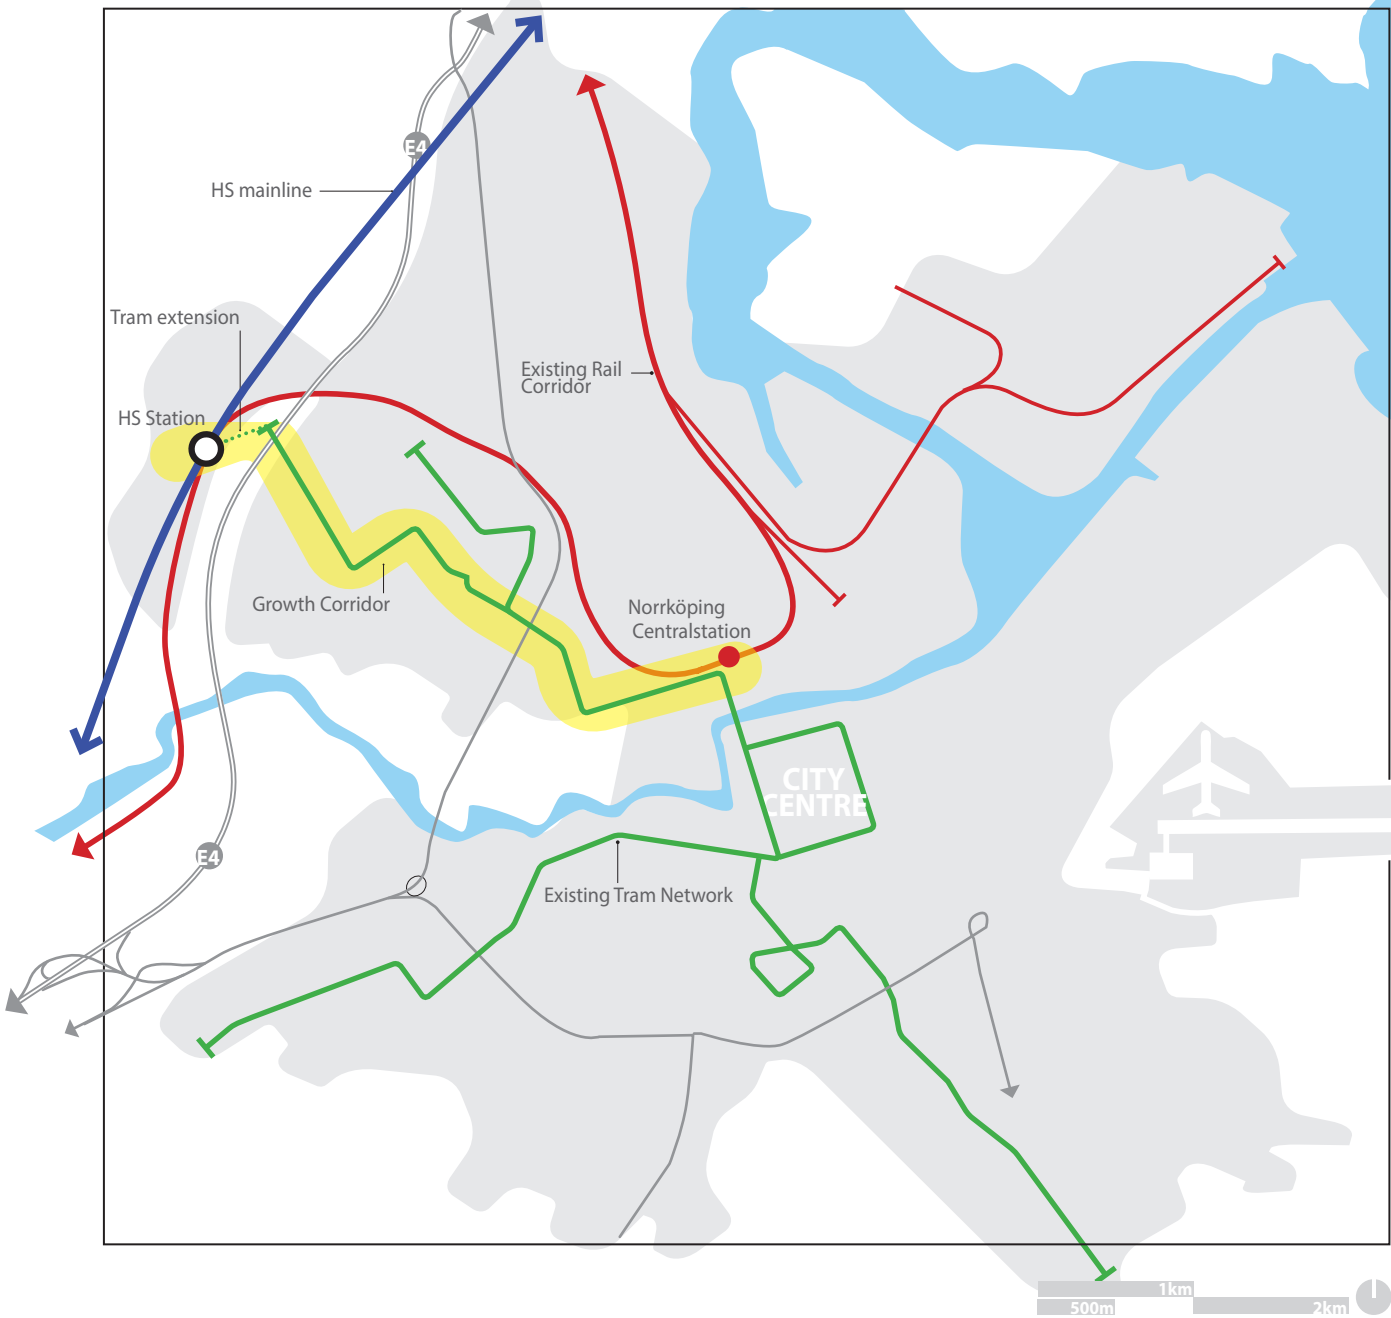 E4
HS mainline
Tram extension
Existing Rail
Corridor
HS Station
Growth Corridor
Norrköping
Centralstation
CITY
CENTRE
E4
Existing Tram Network
1km
500m
2km